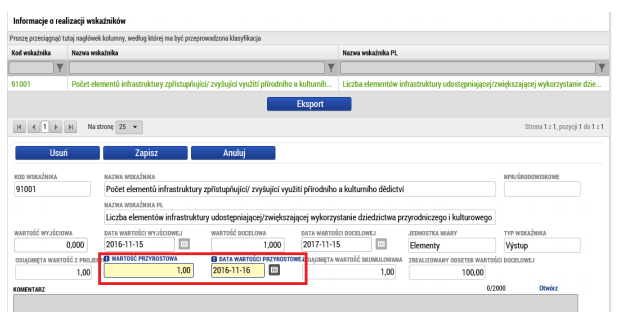 Informacje o realizacji wskaźników
Proszę przeciągnąć tutaj nagłówek kolumny, według której ma być przeprowadzona klasyfikacja
Kod wskaźnika Nazwa wskaźnika Nazwa wskaźnika PL
91001 Počet elementů infrastruktury zpřístupňující/ zvyšující využití přírodního a kulturníh... Liczba elementów infrastruktury udostępniającej/zwiększającej wykorzystanie dzie...
Eksport
1 Na stronę 25 Strona 1 z 1, pozycji 1 do 1 z 1
Usuń Zapisz Anuluj
KOD WSKAŹNIKA NAZWA WSKAŹNIKA NPR/ŚRODOWISKOWE
91001 Počet elementů infrastruktury zpřístupňující/ zvyšující využití přírodního a kulturního dědictví
NAZWA WSKAŹNIKA PL
Liczba elementów infrastruktury udostępniającej/zwiększającej wykorzystanie dziedzictwa przyrodniczego i kulturowego
WARTOŚĆ WYJŚCIOWA DATA WARTOŚCI WYJŚCIOWEJ WARTOŚĆ DOCELOWA DATA WARTOŚCI DOCELOWEJ JEDNOSTKA MIARY TYP WSKAŹNIKA
0,000 2016-11-15 1,000 2017-11-15 Elementy Výstup
OSIĄGNIĘTA WARTOŚĆ Z PROJEKT WARTOŚĆ PRZYROSTOWA DATA WARTOŚCI PRZYROSTOWEJ OSIĄGNIĘTA WARTOŚĆ SKUMULOWANA ZREALIZOWANY ODSETEK WARTOŚCI DOCELOWEJ
1,00 1,00 2016-11-16 1,00 100,00
KOMENTARZ 0/2000 Otwórz